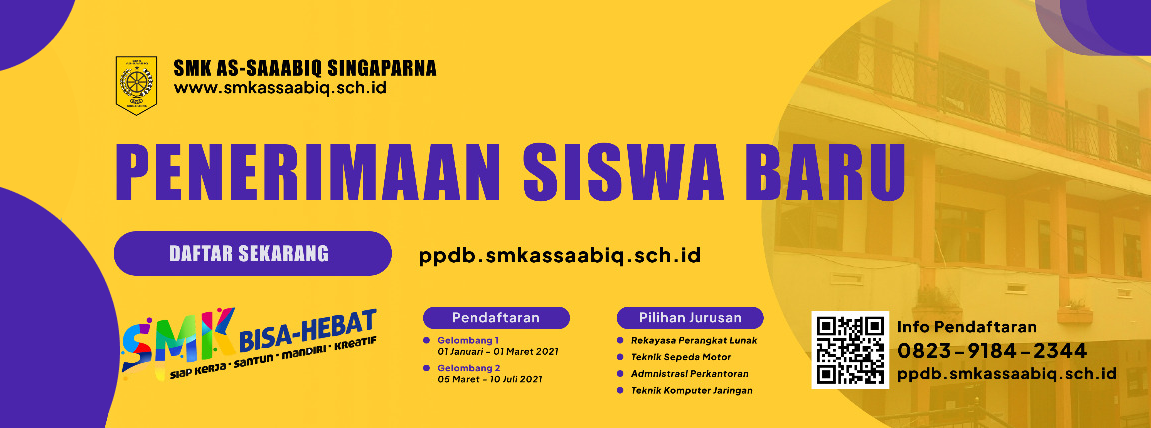 SMK AS-SAAABIQ SINGAPARNA
www.smkassaabiq.sch.id
PENERIMAAN SISWA BARU
DAFTAR SEKARANG
ppdb.smkassaabiq.sch.id
SMK BISA-HEBAT
SIAP KERJA · SANTUN · MANDIRI · KREATIF
Pendaftaran
Gelombang 1
01 Januari - 01 Maret 2021
Gelombang 2
05 Maret - 10 Juli 2021
Pilihan Jurusan
Rekayasa Perangkat Lunak
Teknik Sepeda Motor
Admnistrasi Perkantoran
Teknik Komputer Jaringan
Info Pendaftaran
0823-9184-2344
ppdb.smkassaabiq.sch.id